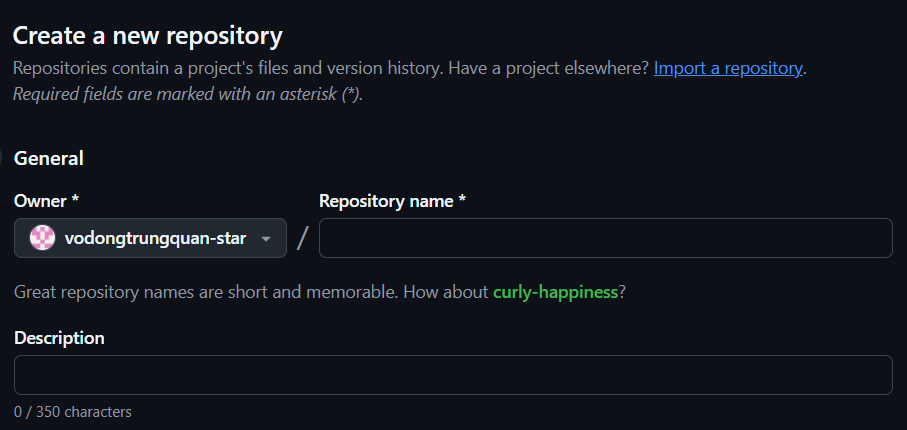 Create a new repository
Repositories contain a project's files and version history. Have a project elsewhere? Import a repository.
Required fields are marked with an asterisk (*).
General
Owner *
Repository name *
vodongtrungquan-star
/
Great repository names are short and memorable. How about curly-happiness?
Description
0 / 350 characters